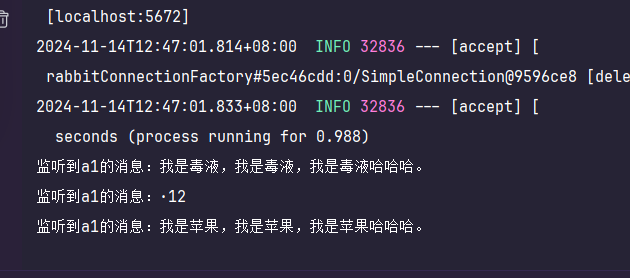 [localhost:5672]
2024-11-14T12:47:01.814+08:00  INFO 32836 --- [accept] [
rabbitConnectionFactory#5ec46cdd:0/SimpleConnection@9596ce8 [dele
2024-11-14T12:47:01.833+08:00  INFO 32836 --- [accept] [
seconds (process running for 0.988)
监听到a1的消息：我是毒液，我是毒液，我是毒液哈哈哈。
监听到a1的消息：·12
监听到a1的消息：我是苹果，我是苹果，我是苹果哈哈哈。